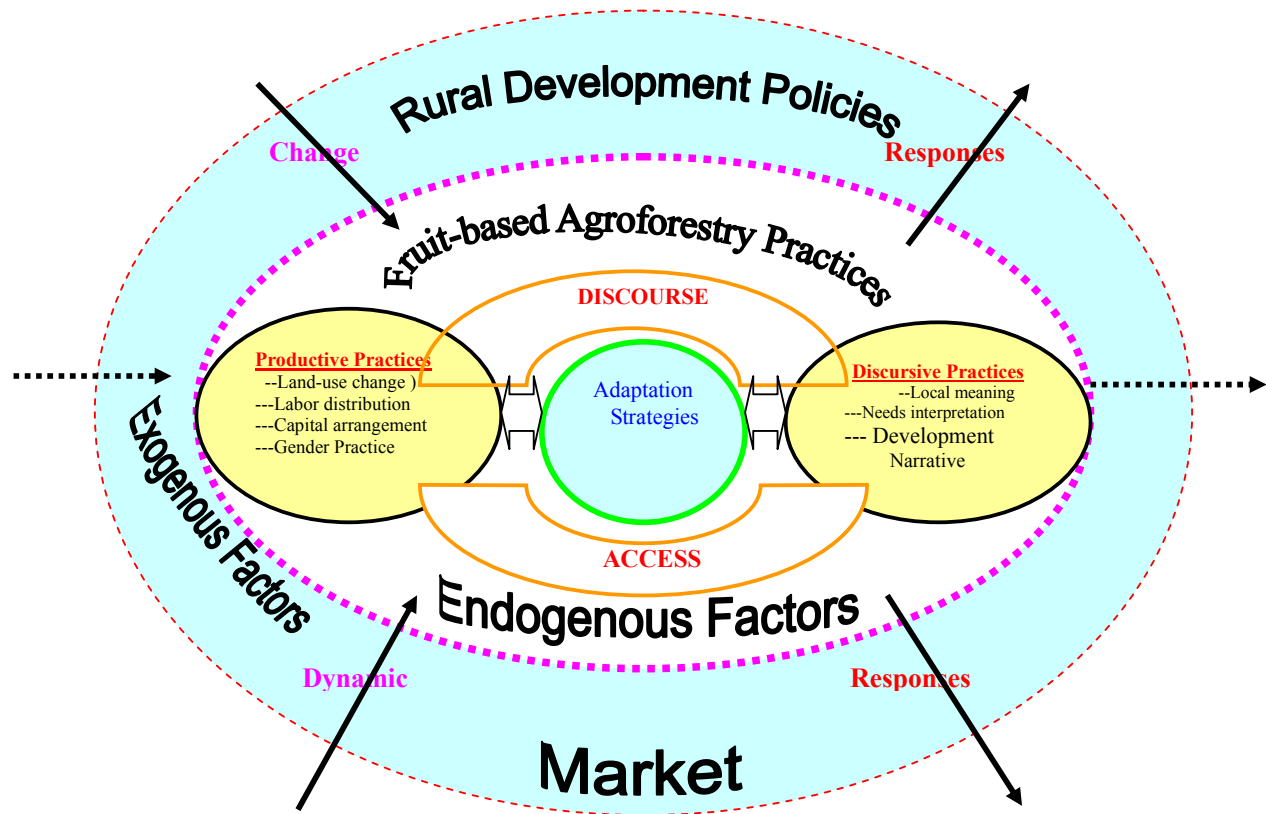 Rural Development Policies
Change
Responses
Fruit-based Agroforestry Practices
DISCOURSE
Productive Practices
--Land-use change )
---Labor distribution
---Capital arrangement
---Gender Practice
Adaptation
Strategies
Discursive Practices
--Local meaning
---Needs interpretation
--- Development
Narrative
Exogenous Factors
ACCESS
Endogenous Factors
Dynamic
Responses
Market